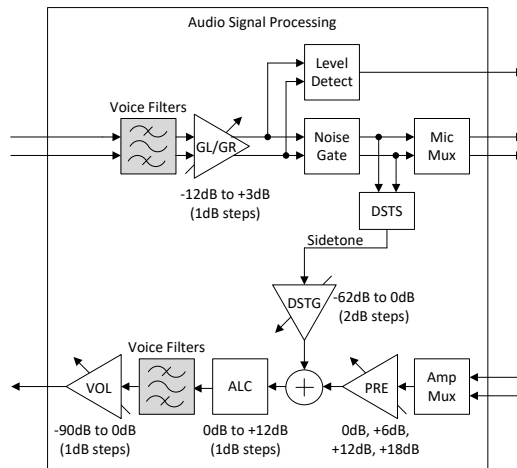 Audio Signal Processing
Level
Detect
Voice Filters
GL/GR
Noise
Gate
Mic
Mux
-12dB to +3dB
(1dB steps)
DSTS
Sidetone
DSTG
-62dB to 0dB
(2dB steps)
Voice Filters
VOL
ALC
PRE
Amp
Mux
-90dB to 0dB
(1dB steps)
0dB to +12dB
(1dB steps)
0dB, +6dB,
+12dB, +18dB